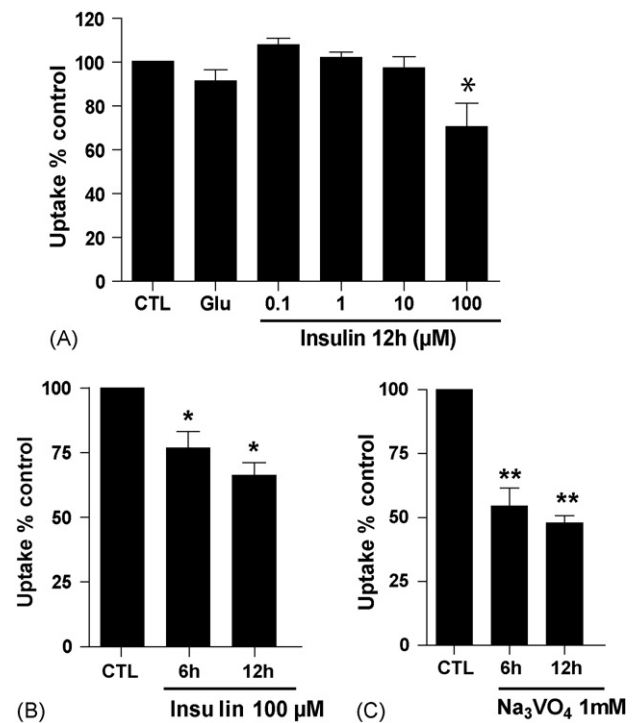 120
100
80
60
40
20
0
Uptake % control
*
CTL Glu 0.1 1 10 100
Insulin 12h (µM)
(A)
100
75
50
25
0
Uptake % control
* *
CTL 6h 12h
Insulin 100 µM
(B)
100
75
50
25
0
Uptake % control
** **
CTL 6h 12h
Na₃VO₄ 1mM
(C)